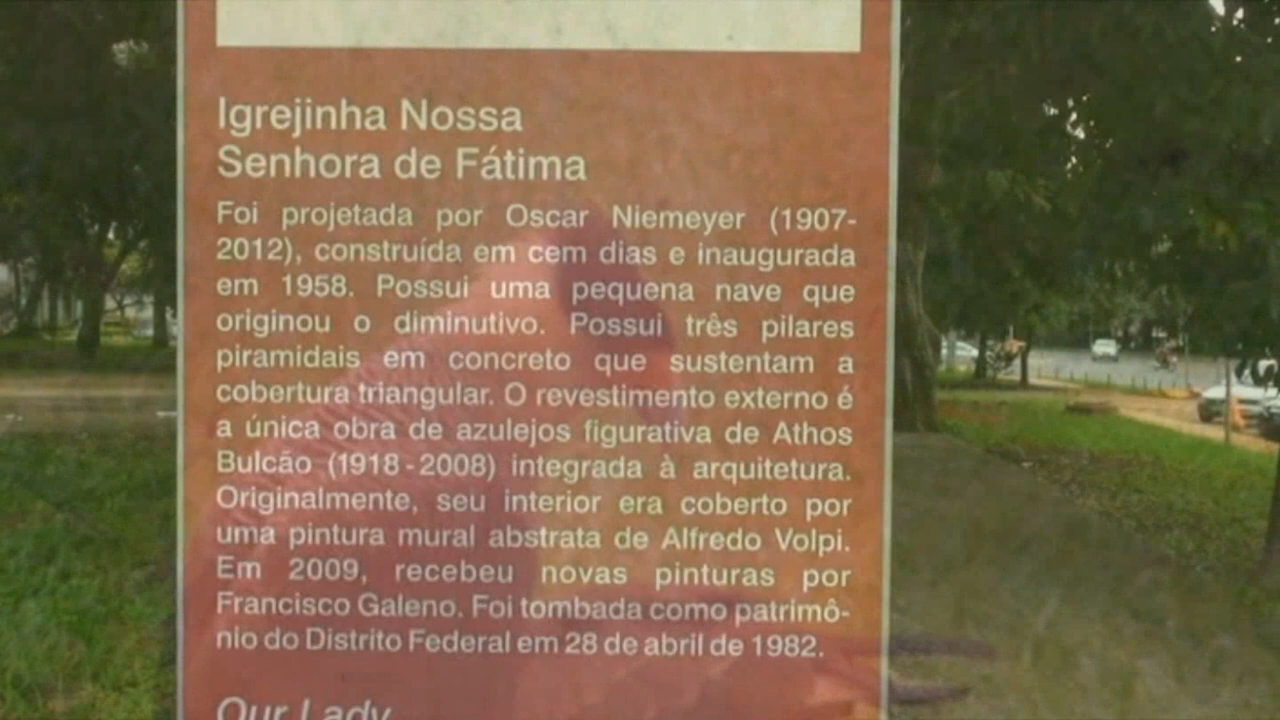 Igrejinha Nossa
Senhora de Fátima
Foi projetada por Oscar Niemeyer (1907-
2012), construída em cem dias e inaugurada
em 1958. Possui uma pequena nave que
originou o diminutivo. Possui três pilares
piramidais em concreto que sustentam a
cobertura triangular. O revestimento externo é
a única obra de azulejos figurativa de Athos
Bulcão (1918-2008) integrada à arquitetura.
Originalmente, seu interior era coberto por
uma pintura mural abstrata de Alfredo Volpi.
Em 2009, recebeu novas pinturas por
Francisco Galeno. Foi tombada como patrimô-
nio do Distrito Federal em 28 de abril de 1982.
Our Lady